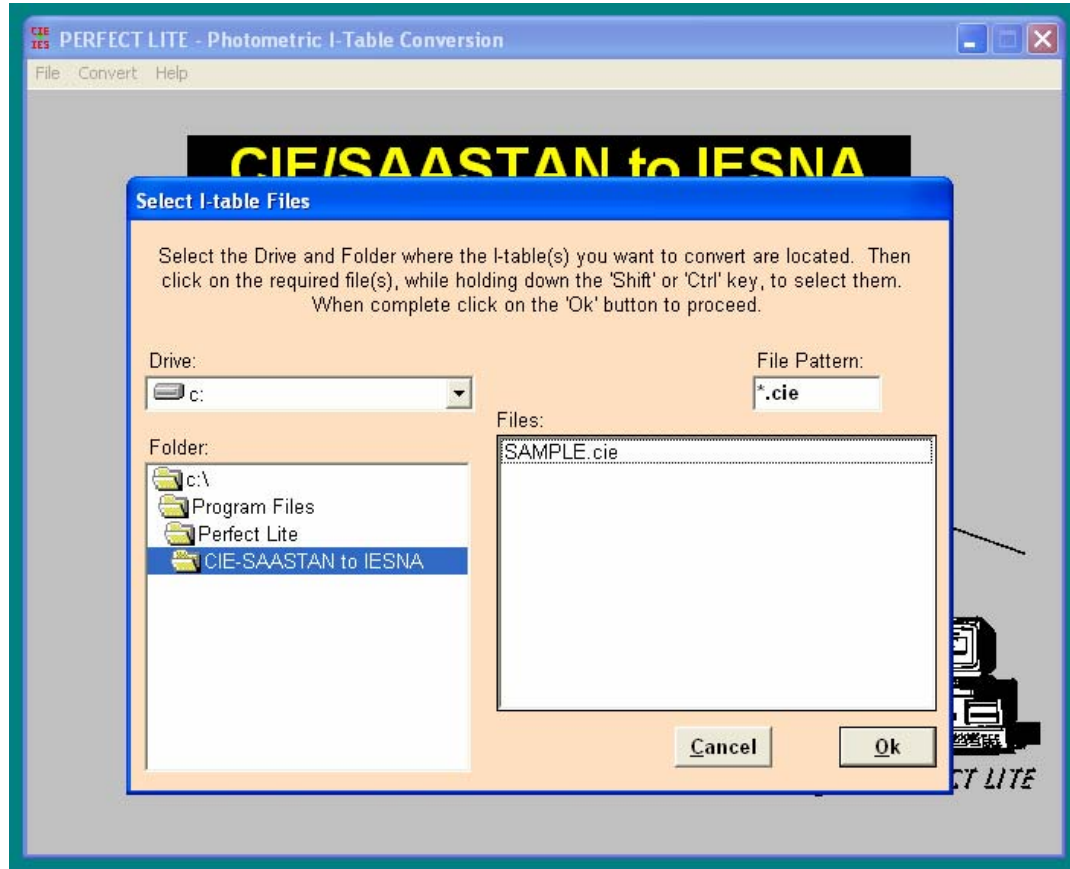 CIE
IES
PERFECT LITE - Photometric I-Table Conversion
File Convert Help
CIE/SAASTAN to IESNA
Select I-table Files
Select the Drive and Folder where the I-table(s) you want to convert are located. Then
click on the required file(s), while holding down the 'Shift' or 'Ctrl' key, to select them.
When complete click on the 'Ok' button to proceed.
Drive:
File Pattern:
c:
*.cie
Files:
Folder:
SAMPLE.cie
c:\
Program Files
Perfect Lite
CIE-SAASTAN to IESNA
Cancel
Ok
CT LITE